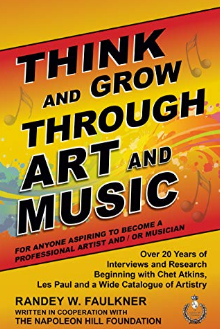 THINK
AND GROW
THROUGH
ART AND
MUSIC
FOR ANYONE ASPIRING TO BECOME A
PROFESSIONAL ARTIST AND / OR MUSICIAN
Over 20 Years of
Interviews and Research
Beginning with Chet Atkins,
Les Paul and a Wide Catalogue of Artistry
RANDEY W. FAULKNER
WRITTEN IN COOPERATION WITH
THE NAPOLEON HILL FOUNDATION